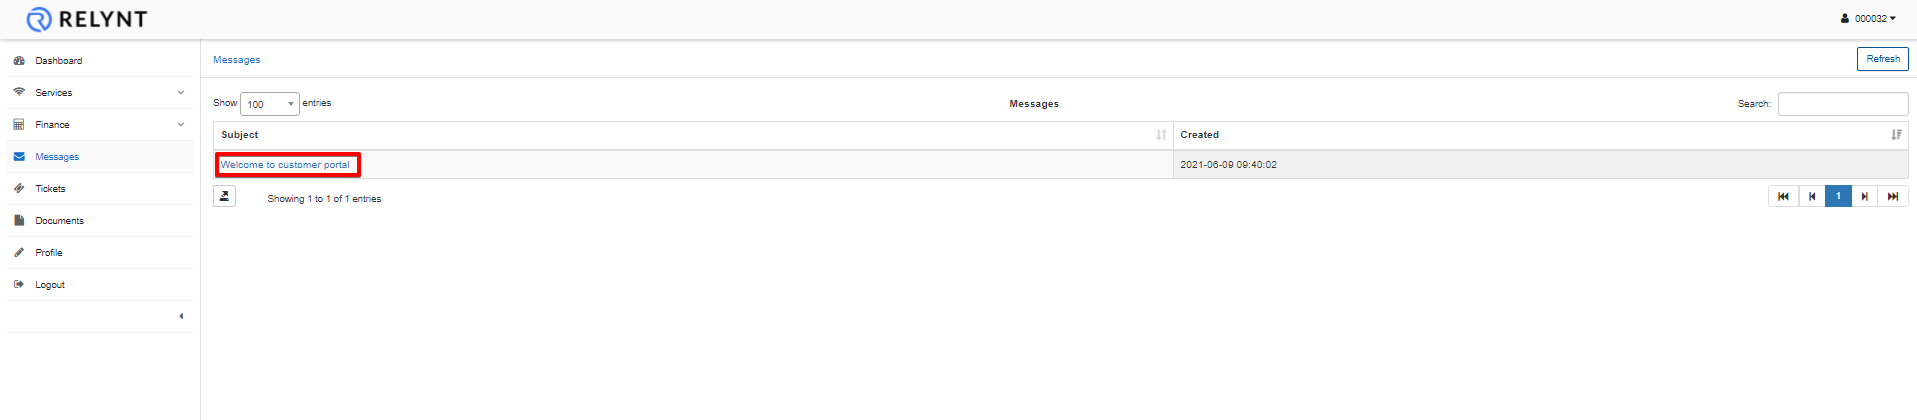 RELYNT
000032
Dashboard
Services
Finance
Messages
Tickets
Documents
Profile
Logout
Messages
Refresh
Show 100 entries
Messages
Search:
Subject
Created
Welcome to customer portal
2021-06-09 09:40:02
Showing 1 to 1 of 1 entries
1